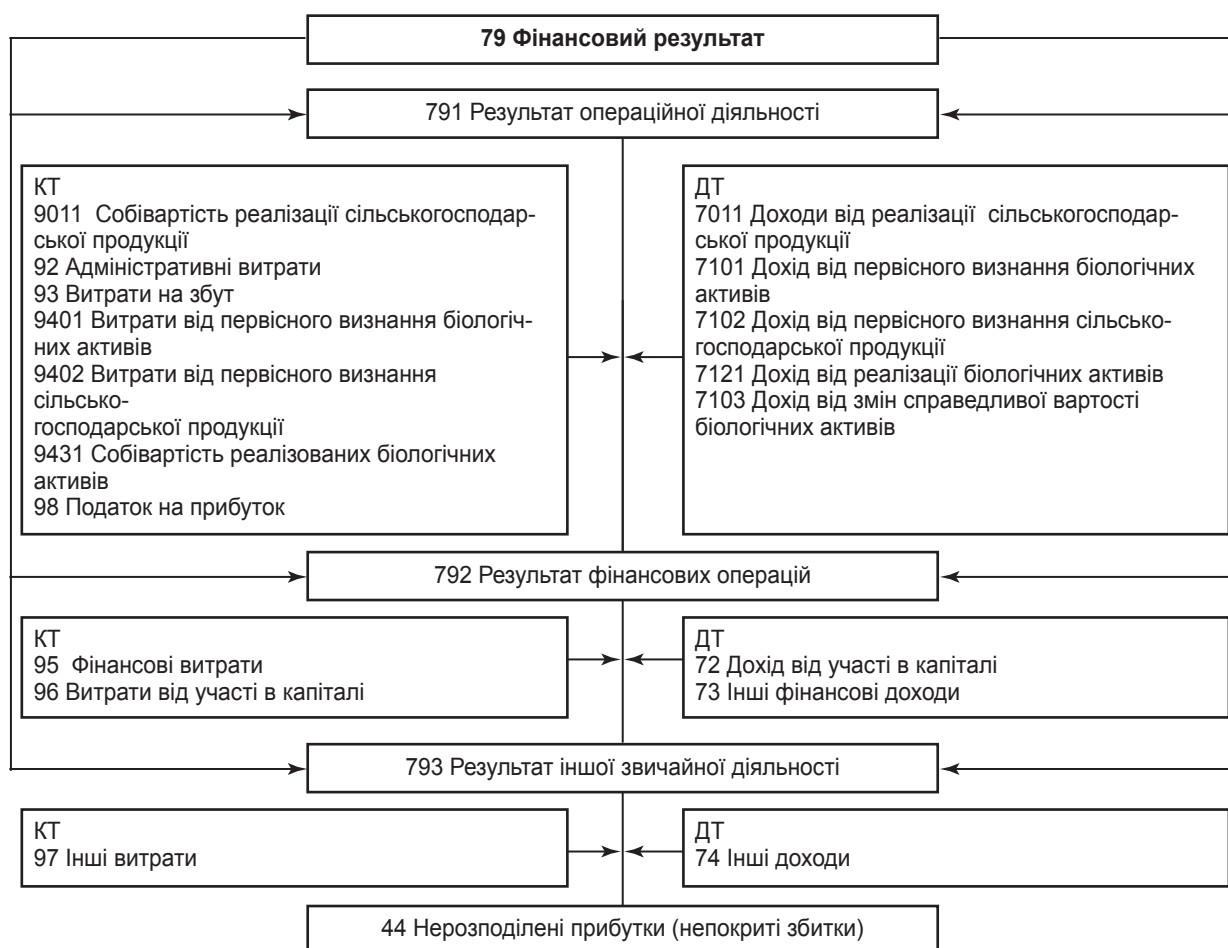 79 Фінансовий результат
791 Результат операційної діяльності
КТ
9011 Собівартість реалізації сільськогосподар-
ської продукції
92 Адміністративні витрати
93 Витрати на збут
9401 Витрати від первісного визнання біологіч-
них активів
9402 Витрати від первісного визнання
сільсько-
господарської продукції
9431 Собівартість реалізованих біологічних
активів
98 Податок на прибуток
ДТ
7011 Доходи від реалізації сільськогосподар-
ської продукції
7101 Дохід від первісного визнання біологічних
активів
7102 Дохід від первісного визнання сільсько-
господарської продукції
7121 Дохід від реалізації біологічних активів
7103 Дохід від змін справедливої вартості
біологічних активів
792 Результат фінансових операцій
КТ
95 Фінансові витрати
96 Витрати від участі в капіталі
ДТ
72 Дохід від участі в капіталі
73 Інші фінансові доходи
793 Результат іншої звичайної діяльності
КТ
97 Інші витрати
ДТ
74 Інші доходи
44 Нерозподілені прибутки (непокриті збитки)